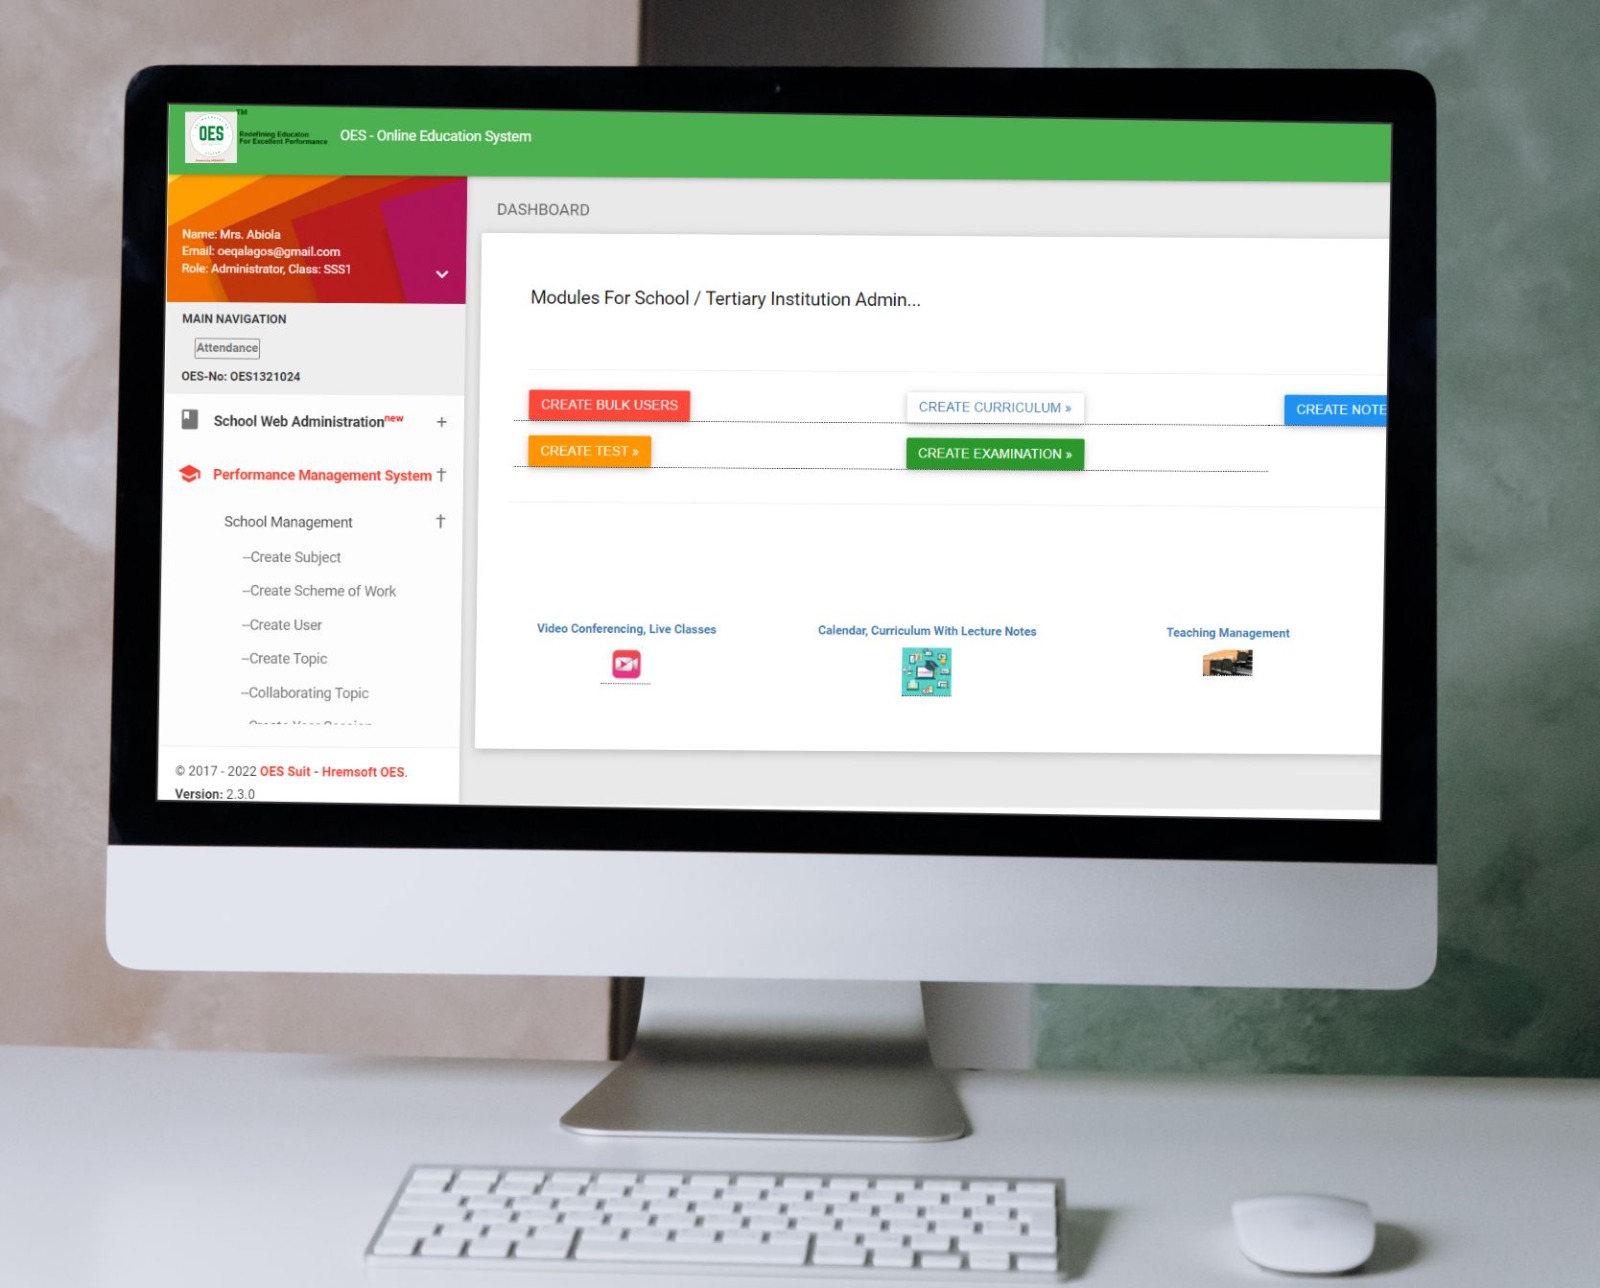 OES
TM
Redefining Educaton
For Excellent Performance
OES - Online Education System
Name: Mrs. Abiola
Email: oeqalagos@gmail.com
Role: Administrator, Class: SSS1
MAIN NAVIGATION
Attendance
OES-No: OES1321024
School Web Administration new
Performance Management System
School Management
--Create Subject
--Create Scheme of Work
--Create User
--Create Topic
--Collaborating Topic
--Create Year Session
© 2017 - 2022 OES Suit - Hremsoft OES.
Version: 2.3.0
DASHBOARD
Modules For School / Tertiary Institution Admin...
CREATE BULK USERS
CREATE CURRICULUM »
CREATE NOTE
CREATE TEST »
CREATE EXAMINATION »
Video Conferencing, Live Classes
Calendar, Curriculum With Lecture Notes
Teaching Management